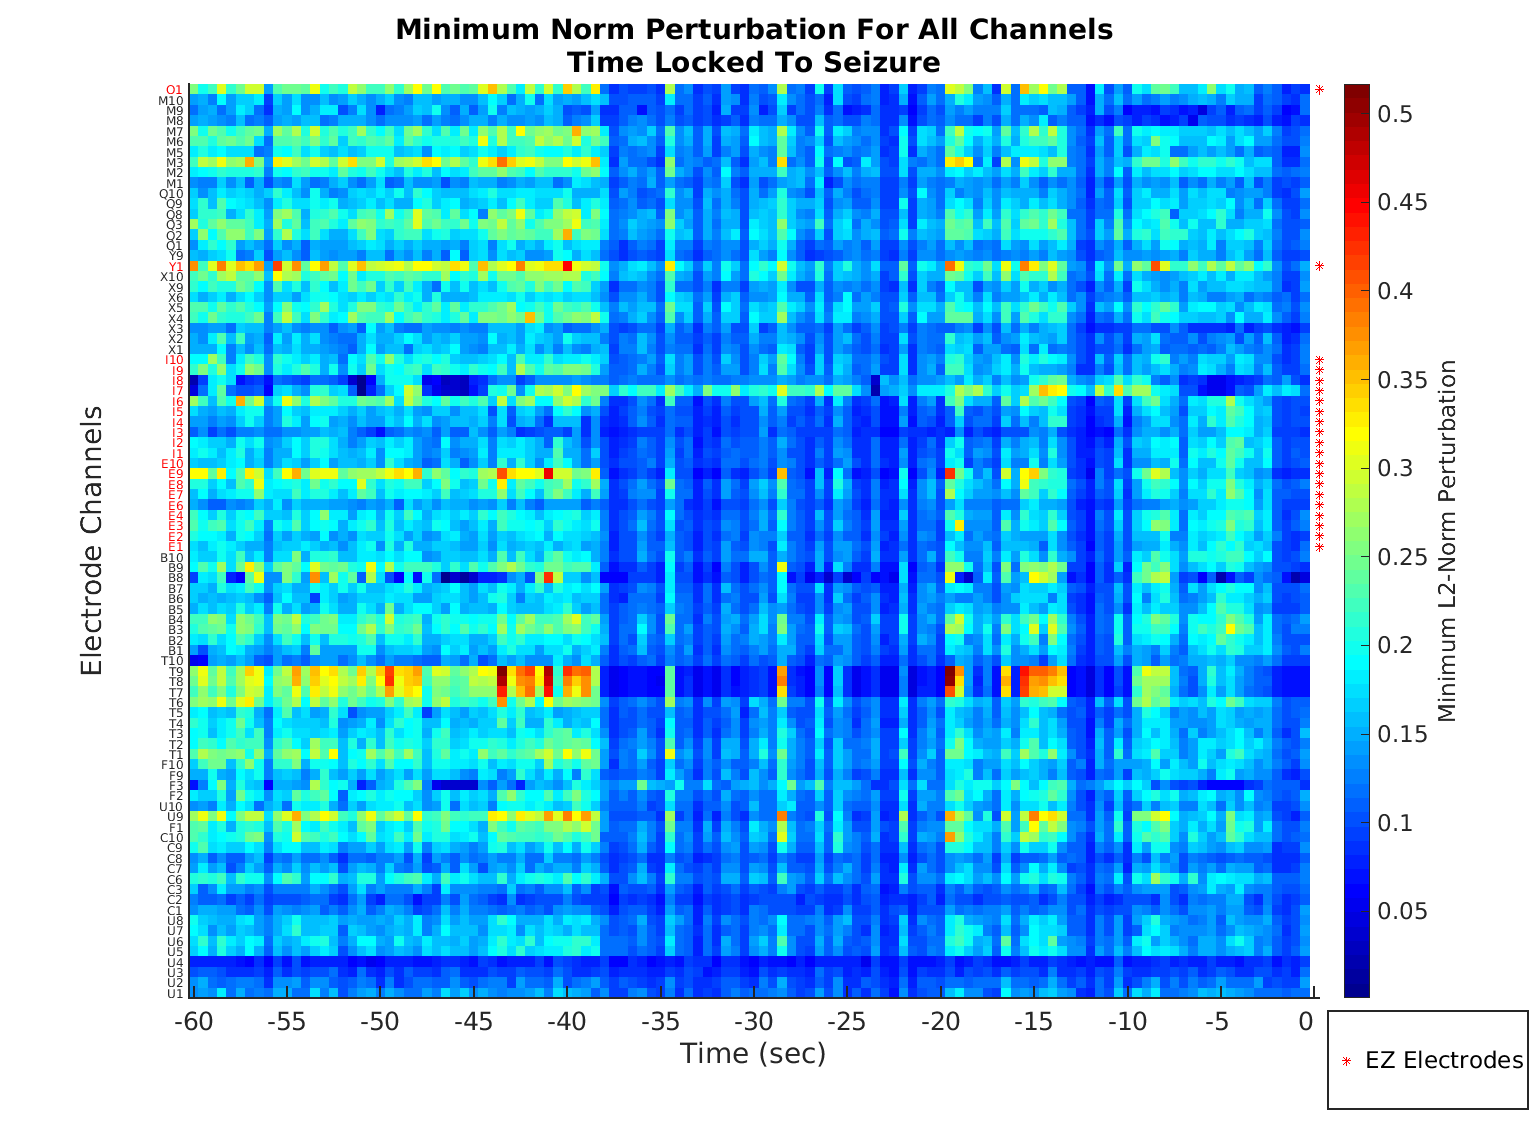 Minimum Norm Perturbation For All Channels
Time Locked To Seizure
Electrode Channels
O1
M10
M9
M8
M7
M6
M5
M3
M2
M1
Q10
Q9
Q8
Q3
Q2
Q1
Y9
Y1
X10
X9
X6
X5
X4
X3
X2
X1
I10
I9
I8
I7
I6
I5
I4
I3
I2
I1
E10
E9
E8
E7
E6
E4
E3
E2
E1
B10
B9
B8
B7
B6
B5
B4
B3
B2
B1
T10
T9
T8
T7
T6
T5
T4
T3
T2
T1
F10
F9
F3
F2
U10
U9
F1
C10
C9
C8
C7
C6
C3
C2
C1
U8
U7
U6
U5
U4
U3
U2
U1
-60 -55 -50 -45 -40 -35 -30 -25 -20 -15 -10 -5 0
Time (sec)
0.5
0.45
0.4
0.35
0.3
0.25
0.2
0.15
0.1
0.05
Minimum L2-Norm Perturbation
EZ Electrodes